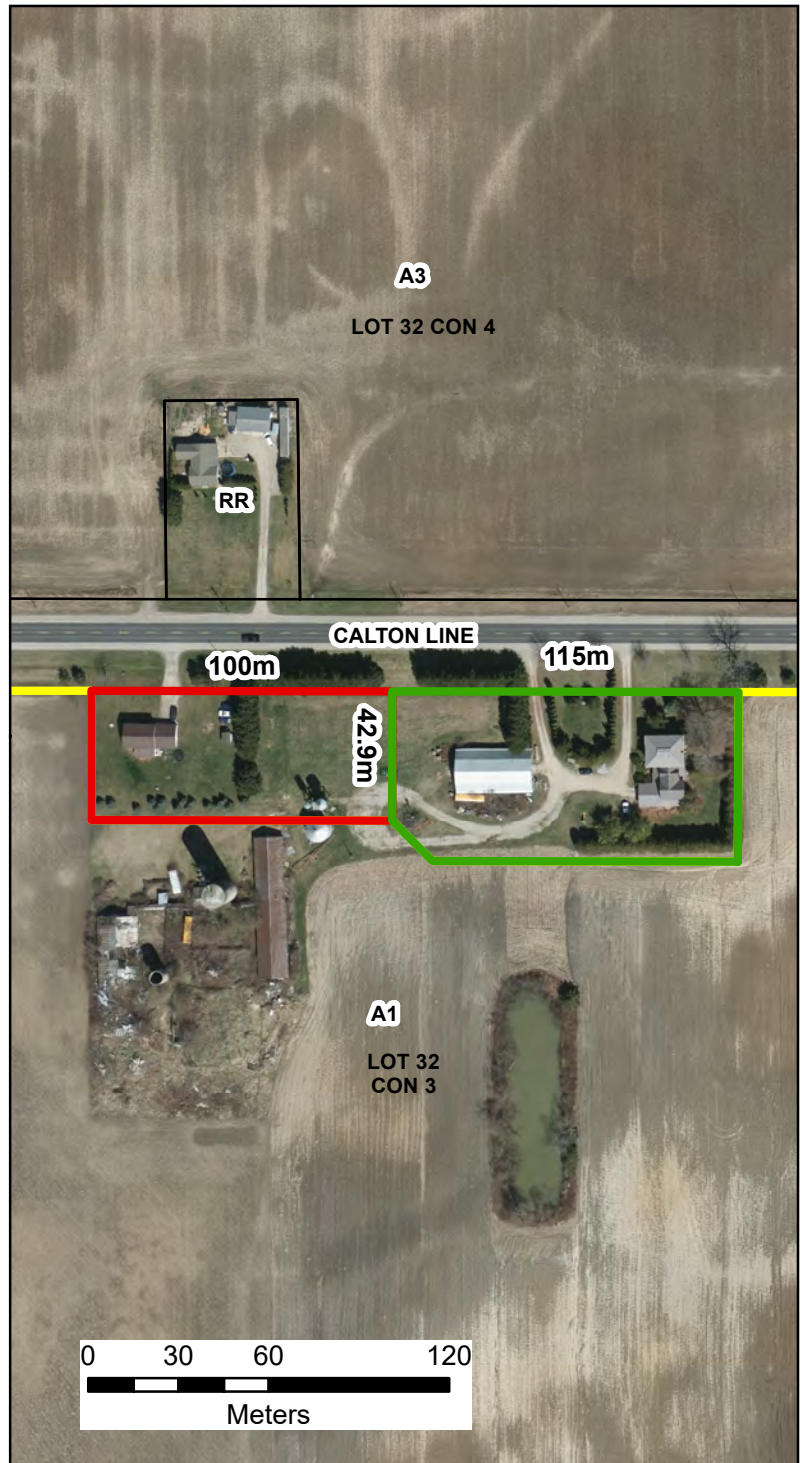 A3
LOT 32 CON 4
RR
CALTON LINE
100m
115m
42.9m
A1
LOT 32
CON 3
0 30 60 120
Meters